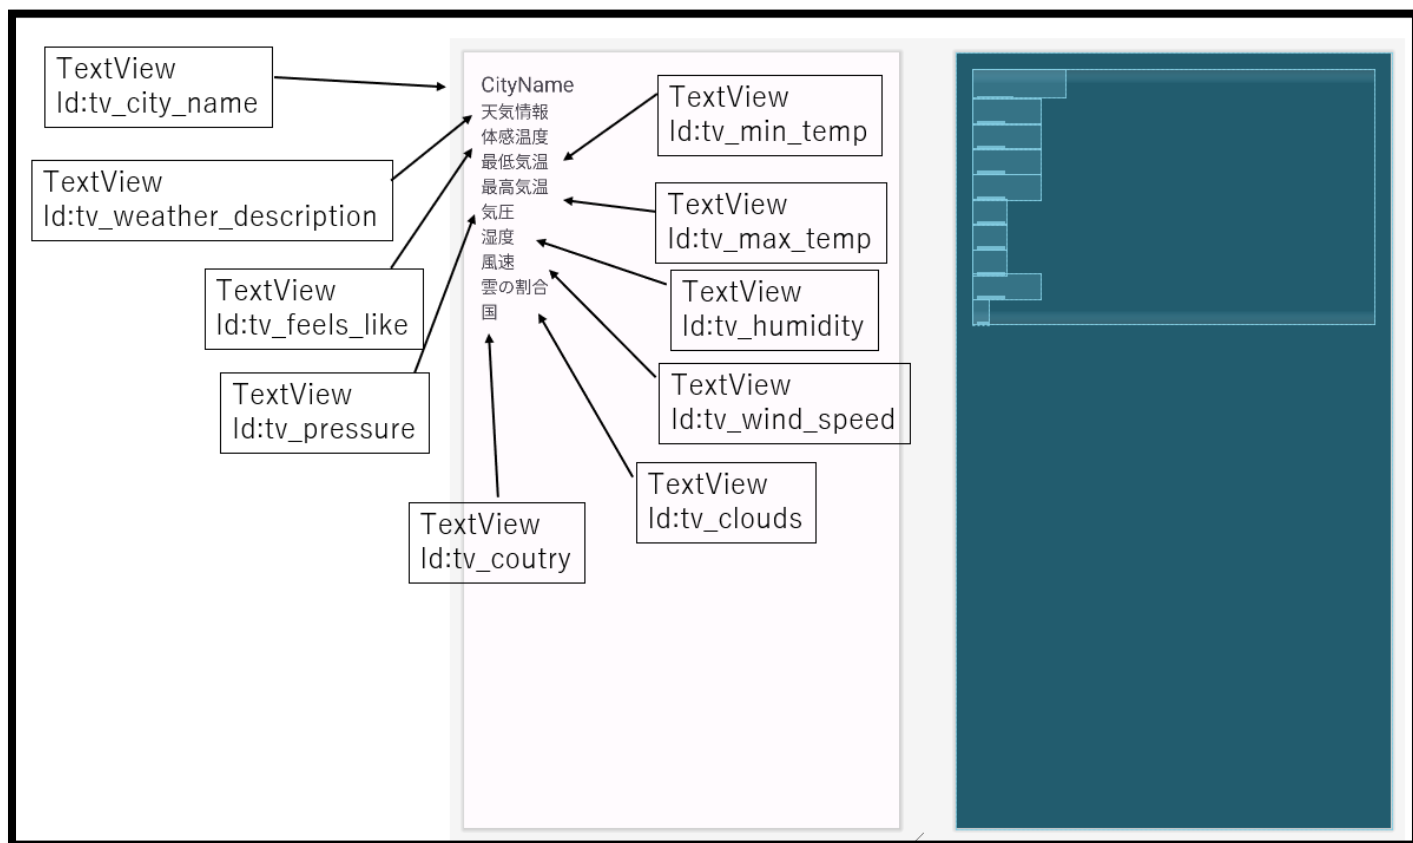 TextView
Id:tv_city_name
TextView
Id:tv_weather_description
TextView
Id:tv_feels_like
TextView
Id:tv_pressure
TextView
Id:tv_coutry
CityName
天気情報
体感温度
最低気温
最高気温
気圧
湿度
風速
雲の割合
国
TextView
Id:tv_min_temp
TextView
Id:tv_max_temp
TextView
Id:tv_humidity
TextView
Id:tv_wind_speed
TextView
Id:tv_clouds